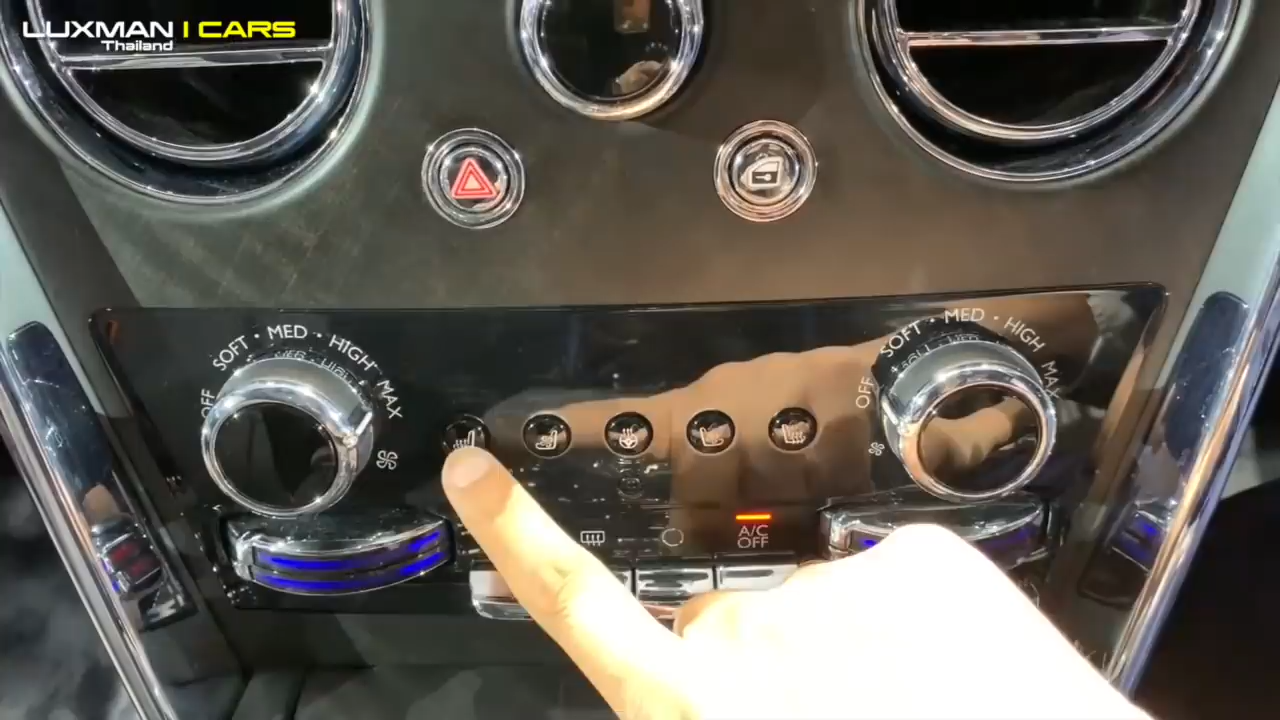 LUXMAN | CARS
Thailand
OFF SOFT · MED · HIGH MAX
OFF SOFT · MED · HIGH MAX
A/C
OFF